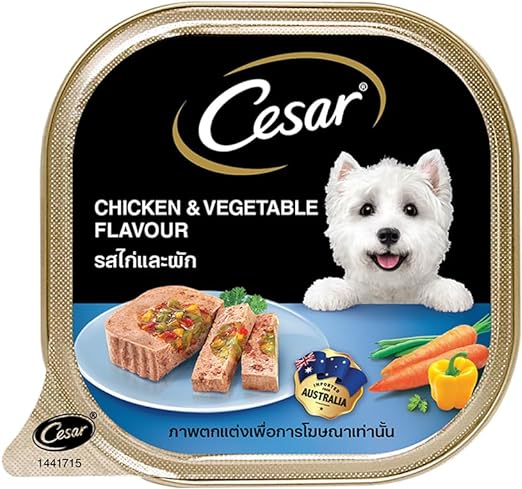 Cesar®
CHICKEN & VEGETABLE
FLAVOUR
รสไก่และผัก
IMPORTED
FROM
AUSTRALIA
ภาพตกแต่งเพื่อการโฆษณาเท่านั้น
Cesar®
1441715